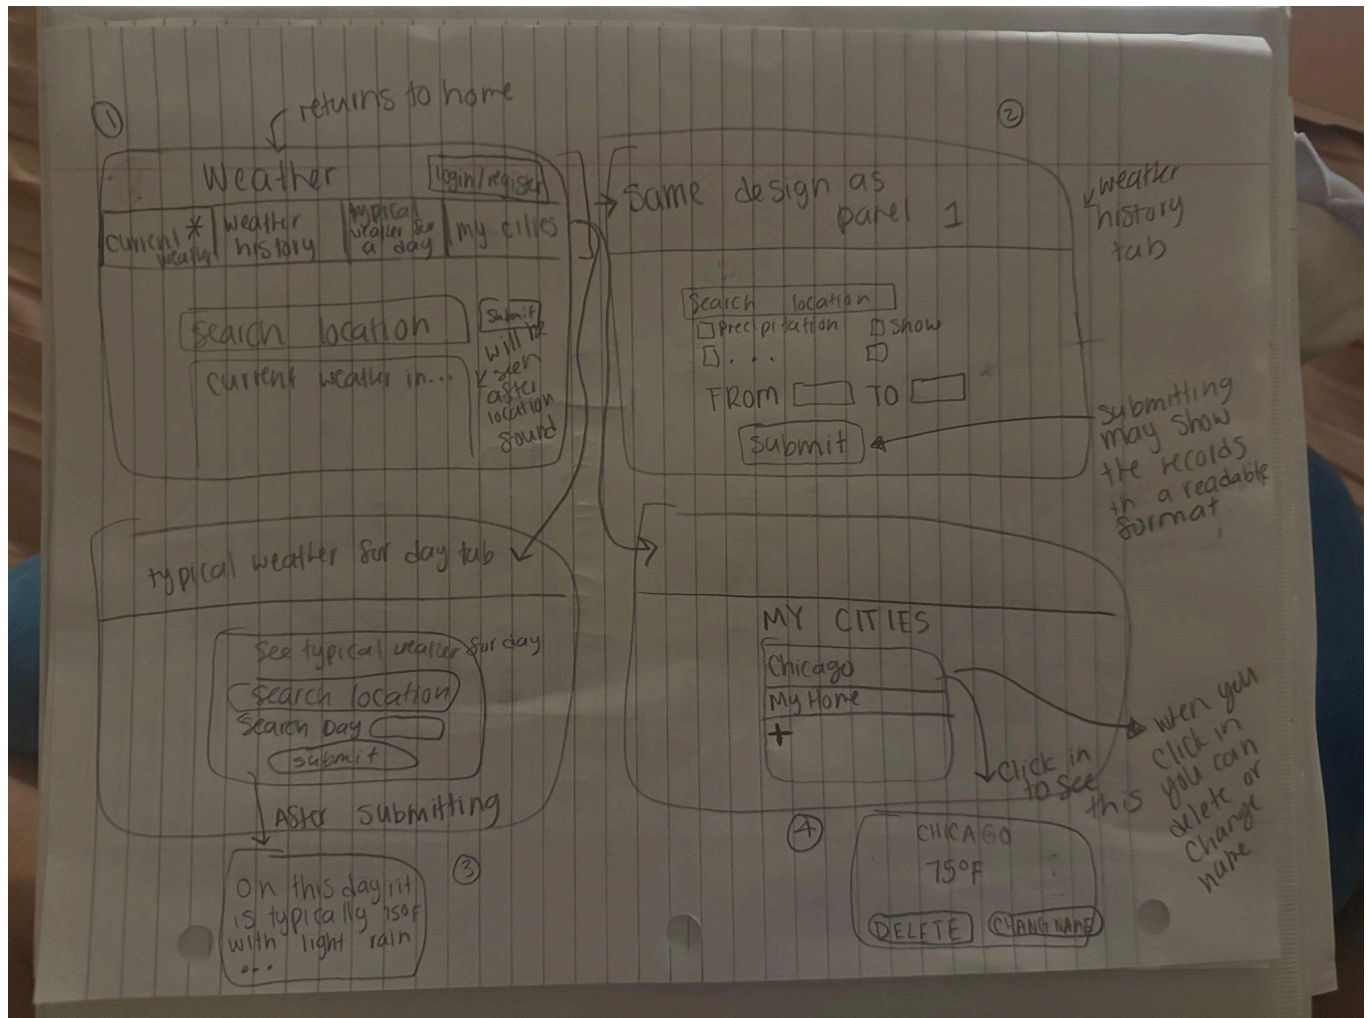 ①
returns to home
Weather
login/register
current *
weather
weather
history
typical
weather for
a day
my cities
search location
submit
current weather in...
will be
seen
after
location
found
②
same design as
panel 1
weather
history
tab
search location
precipitation
show
...
FROM
TO
submit
submitting
may show
the records
in a readable
format
typical weather for day tab
see typical weather for day
search location
search Day
submit
After submitting
③
on this day, it
is typically 75°F
with light rain
...
MY CITIES
Chicago
My Home
+
click in
to see
when you
click in
this you can
delete or
change
name
④
CHICAGO
75°F
DELETE
CHANG NAME